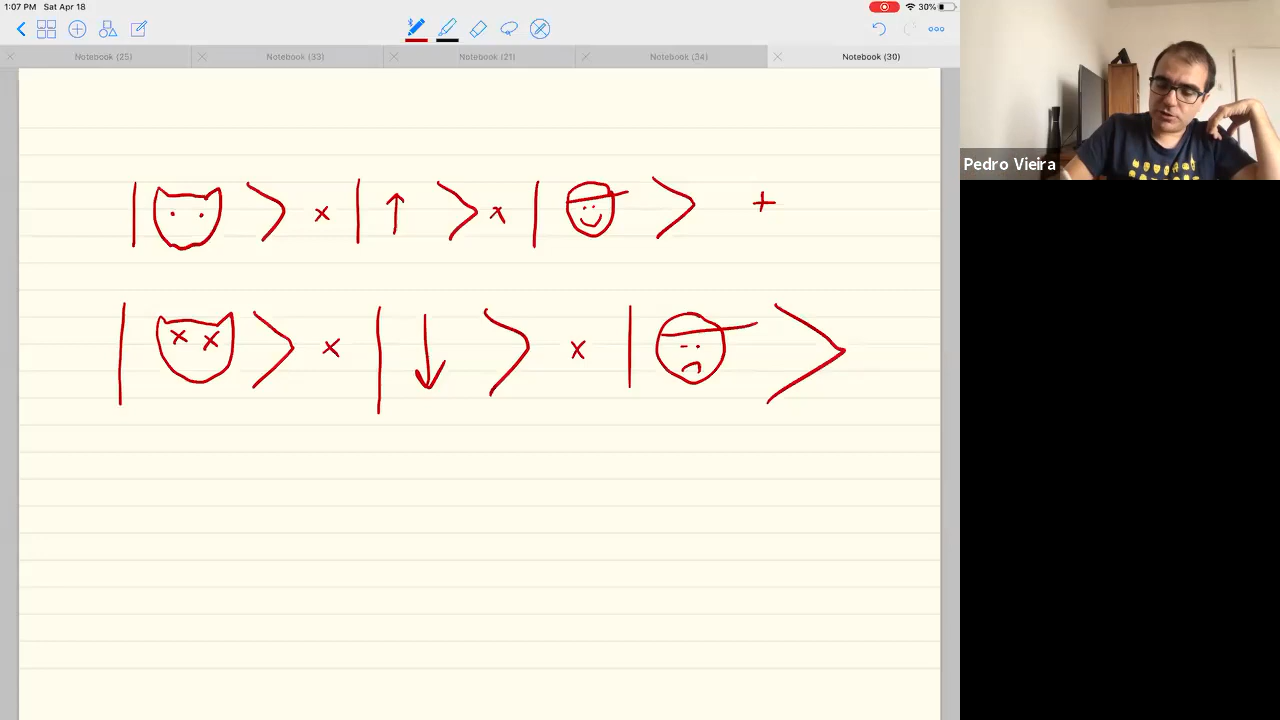 1:07 PM Sat Apr 18
30%
Notebook (25)
Notebook (33)
Notebook (21)
Notebook (34)
Notebook (30)
Pedro Vieira
| > x | ↑ > x | > +
| x x > x | ↓ > x | >